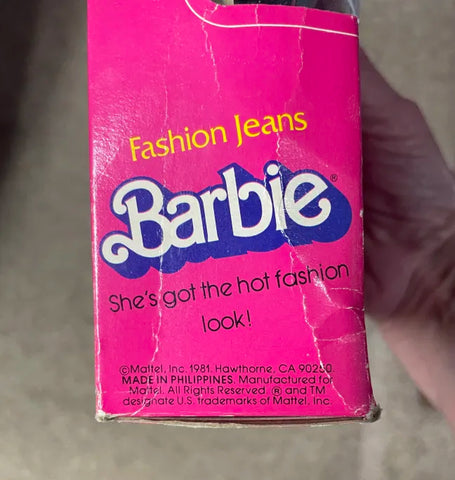 Fashion Jeans
Barbie®
She's got the hot fashion
look!
©Mattel, Inc. 1981. Hawthorne, CA 90250.
MADE IN PHILIPPINES. Manufactured for
Mattel. All Rights Reserved. ® and TM
designate U.S. trademarks of Mattel, Inc.